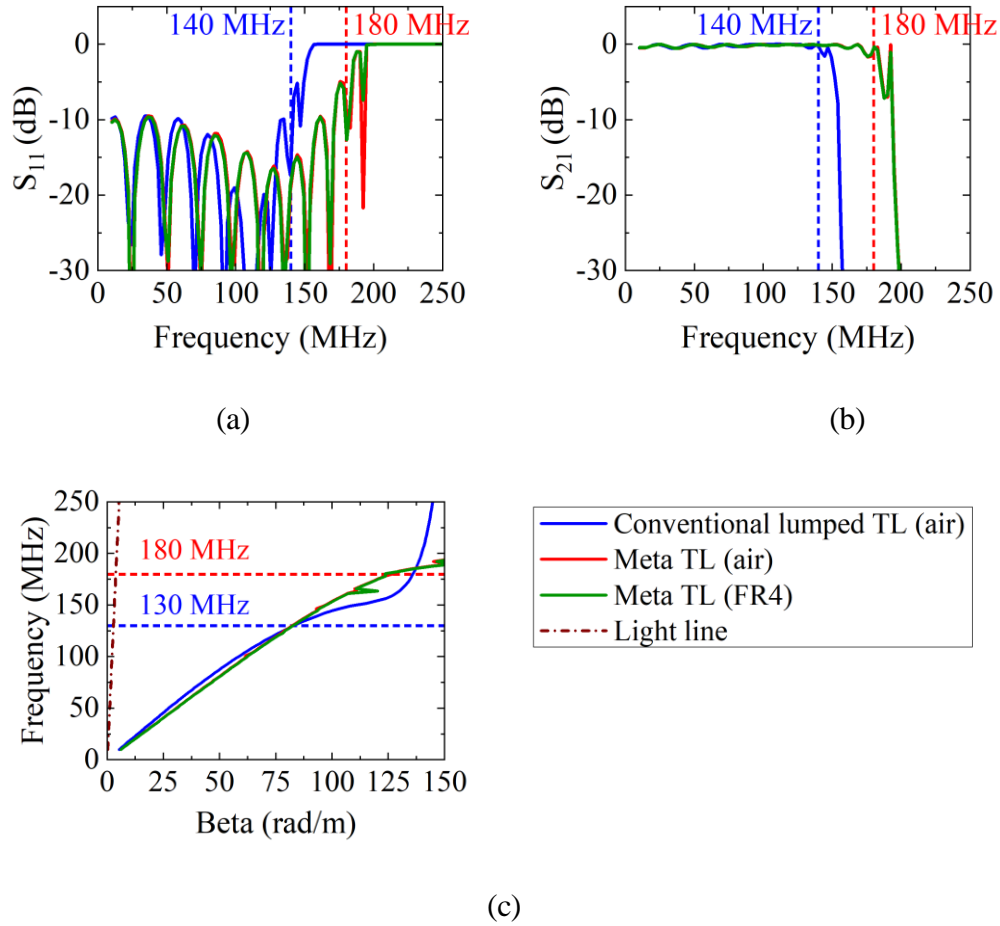 140 MHz
180 MHz
0
-10
-20
-30
S11 (dB)
0 50 100 150 200 250
Frequency (MHz)
(a)
140 MHz
180 MHz
0
-10
-20
-30
S21 (dB)
0 50 100 150 200 250
Frequency (MHz)
(b)
250
200
150
100
50
0
Frequency (MHz)
180 MHz
130 MHz
0 25 50 75 100 125 150
Beta (rad/m)
Conventional lumped TL (air)
Meta TL (air)
Meta TL (FR4)
Light line
(c)